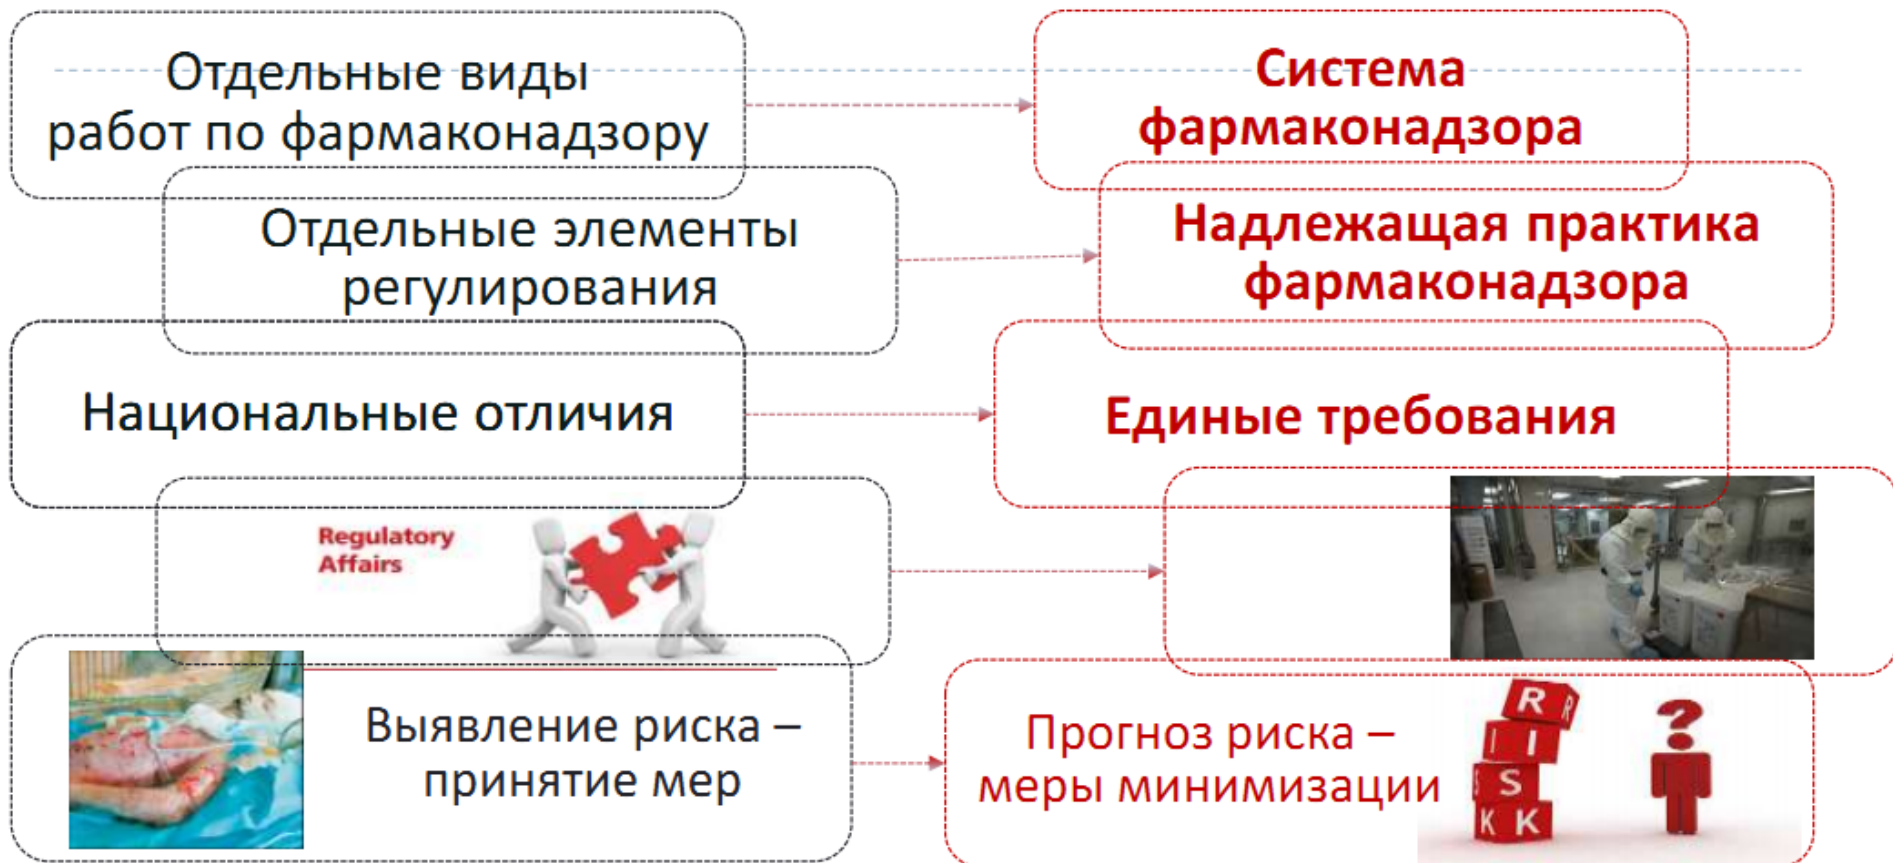 Отдельные виды
работ по фармаконадзору
Система
фармаконадзора
Отдельные элементы
регулирования
Надлежащая практика
фармаконадзора
Национальные отличия
Единые требования
Regulatory
Affairs
Выявление риска –
принятие мер
Прогноз риска –
меры минимизации
R R
I I
S S
K K
?